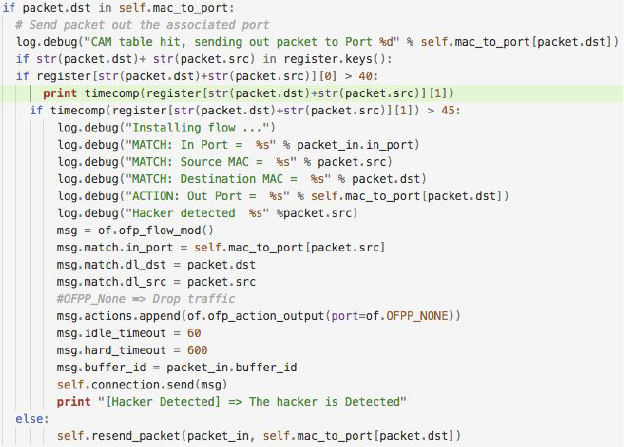 if packet.dst in self.mac_to_port:
# Send packet out the associated port
log.debug("CAM table hit, sending out packet to Port %d" % self.mac_to_port[packet.dst])
if str(packet.dst)+ str(packet.src) in register.keys():
if register[str(packet.dst)+str(packet.src)][0] > 40:
print timecomp(register[str(packet.dst)+str(packet.src)][1])
if timecomp(register[str(packet.dst)+str(packet.src)][1]) > 45:
log.debug("Installing flow ...")
log.debug("MATCH: In Port =  %s" % packet_in.in_port)
log.debug("MATCH: Source MAC =  %s" % packet.src)
log.debug("MATCH: Destination MAC =  %s" % packet.dst)
log.debug("ACTION: Out Port =  %s" % self.mac_to_port[packet.dst])
log.debug("Hacker detected  %s" %packet.src)
msg = of.ofp_flow_mod()
msg.match.in_port = self.mac_to_port[packet.src]
msg.match.dl_dst = packet.dst
msg.match.dl_src = packet.src
#OFPP_None => Drop traffic
msg.actions.append(of.ofp_action_output(port=of.OFPP_NONE))
msg.idle_timeout = 60
msg.hard_timeout = 600
msg.buffer_id = packet_in.buffer_id
self.connection.send(msg)
print "[Hacker Detected] => The hacker is Detected"
else:
self.resend_packet(packet_in, self.mac_to_port[packet.dst])